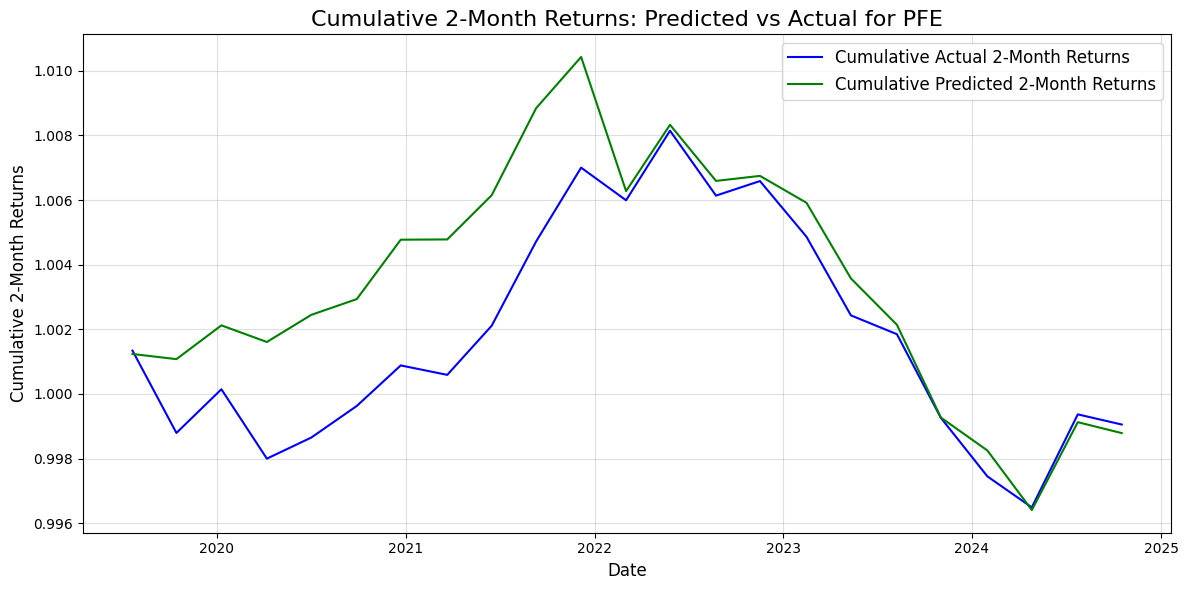 Cumulative 2-Month Returns: Predicted vs Actual for PFE
Cumulative Actual 2-Month Returns
Cumulative Predicted 2-Month Returns
Cumulative 2-Month Returns
1.010
1.008
1.006
1.004
1.002
1.000
0.998
0.996
2020
2021
2022
2023
2024
2025
Date